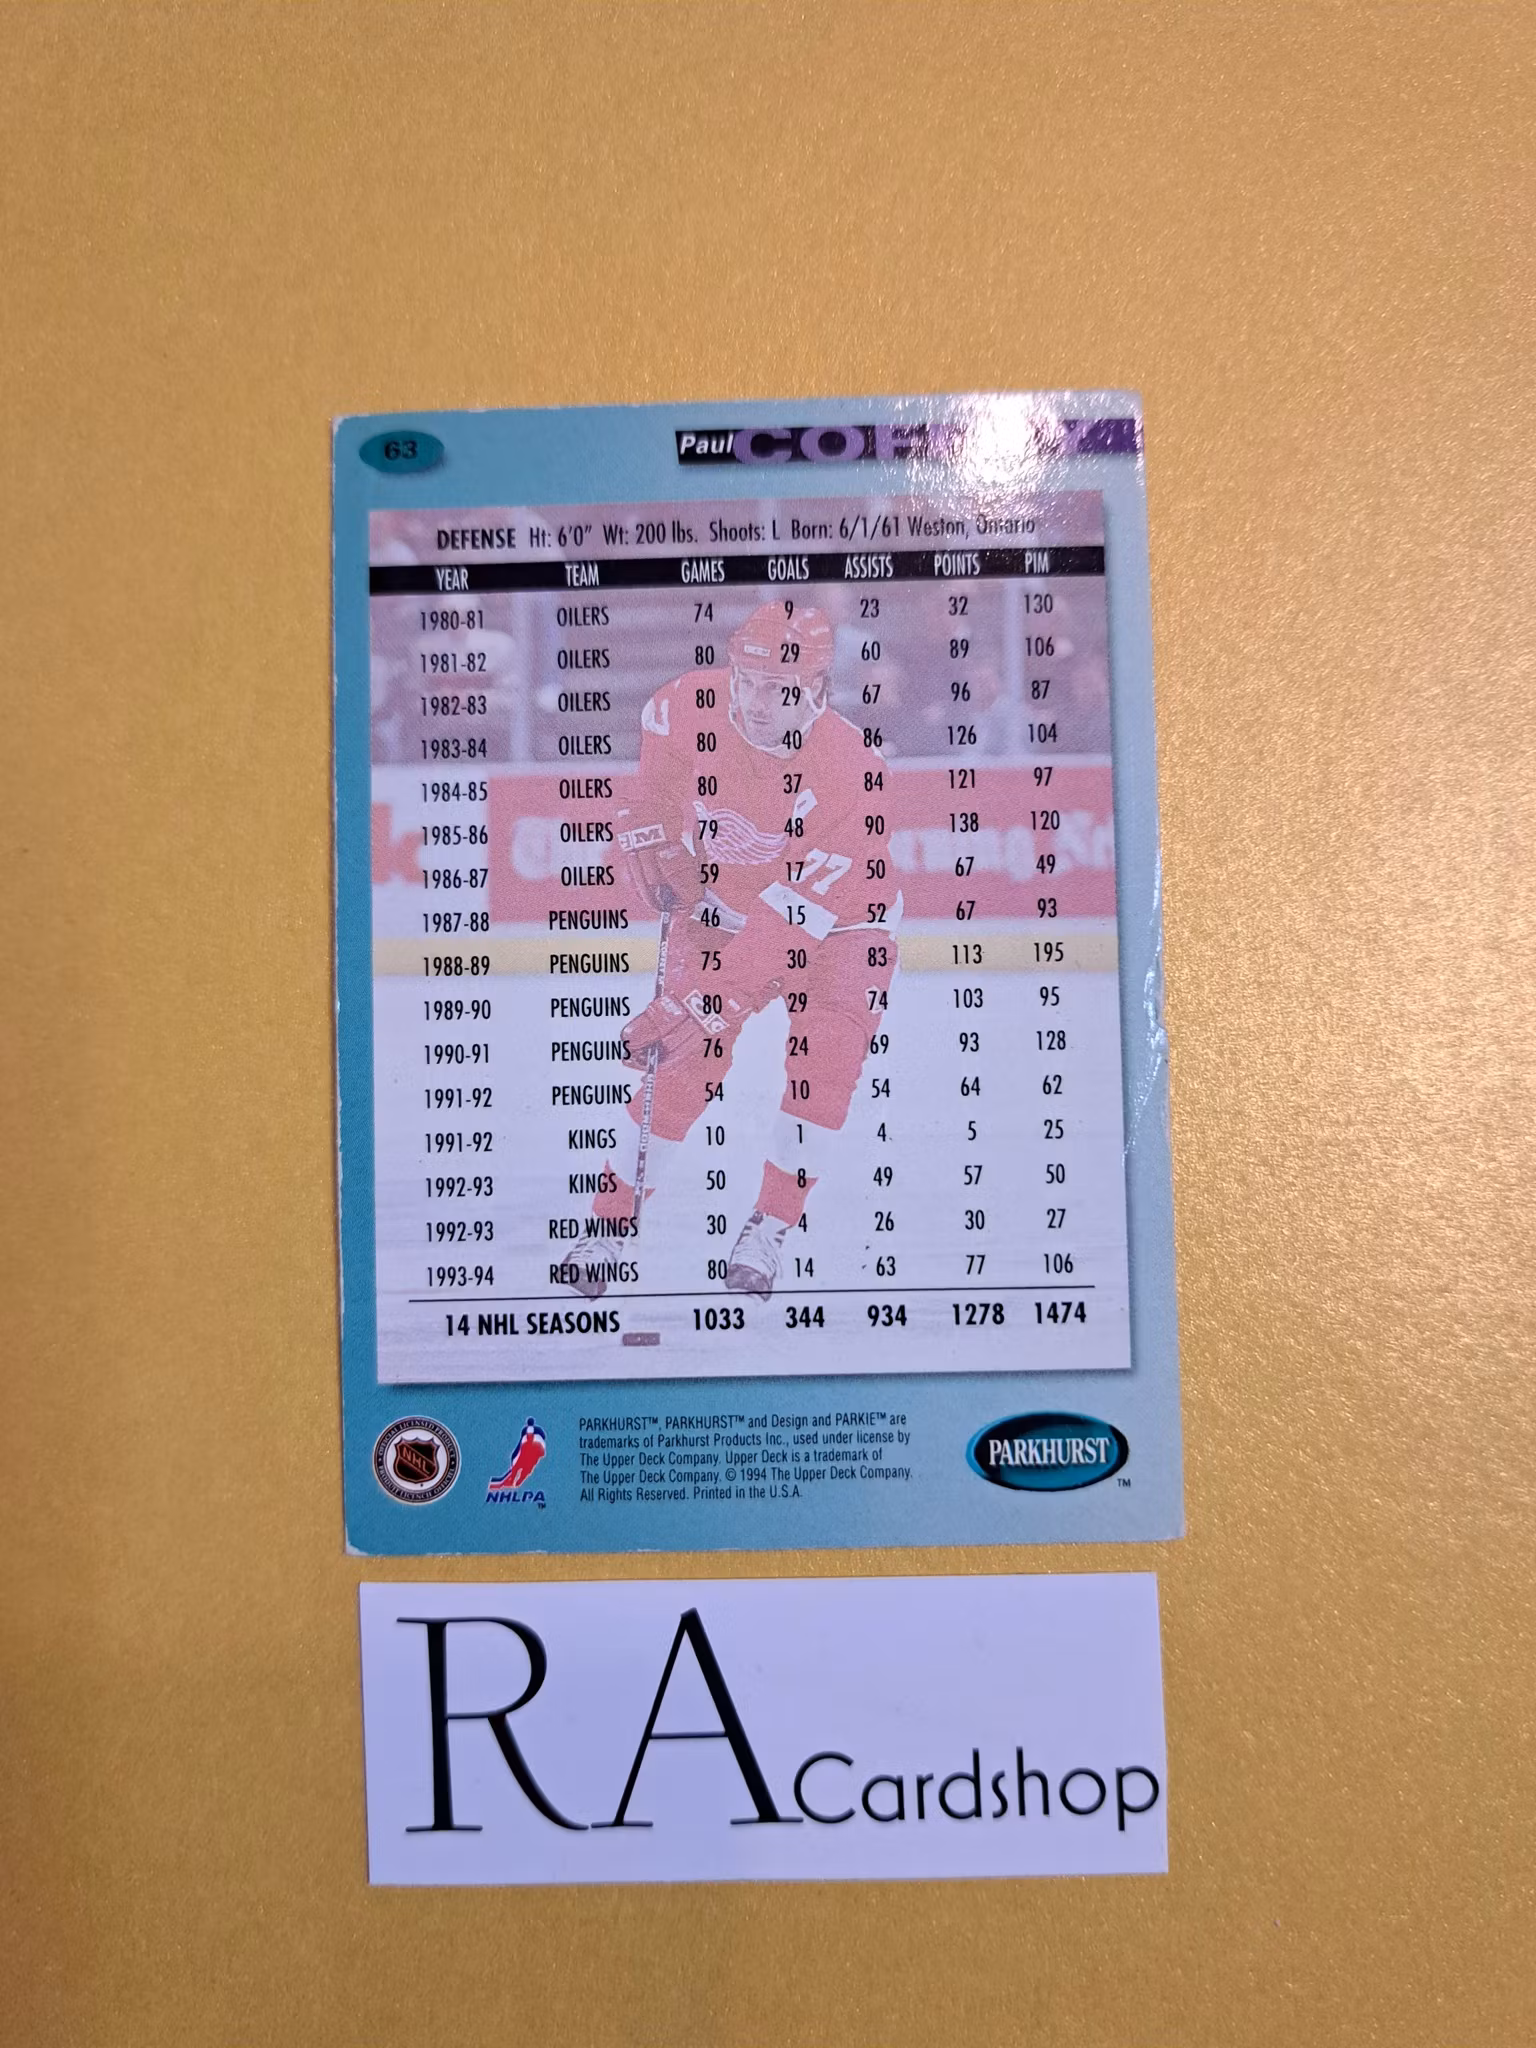 63
Paul COFFEY
DEFENSE Ht: 6'0" Wt: 200 lbs. Shoots: L Born: 6/1/61 Weston, Ontario
YEAR TEAM GAMES GOALS ASSISTS POINTS PIM
1980-81 OILERS 74 9 23 32 130
1981-82 OILERS 80 29 60 89 106
1982-83 OILERS 80 29 67 96 87
1983-84 OILERS 80 40 86 126 104
1984-85 OILERS 80 37 84 121 97
1985-86 OILERS 79 48 90 138 120
1986-87 OILERS 59 17 50 67 49
1987-88 PENGUINS 46 15 52 67 93
1988-89 PENGUINS 75 30 83 113 195
1989-90 PENGUINS 80 29 74 103 95
1990-91 PENGUINS 76 24 69 93 128
1991-92 PENGUINS 54 10 54 64 62
1991-92 KINGS 10 1 4 5 25
1992-93 KINGS 50 8 49 57 50
1992-93 RED WINGS 30 4 26 30 27
1993-94 RED WINGS 80 14 63 77 106
14 NHL SEASONS 1033 344 934 1278 1474
77
NHL
NHLPA
TM
PARKHURST™, PARKHURST™ and Design and PARKIE™ are
trademarks of Parkhurst Products Inc., used under license by
The Upper Deck Company. Upper Deck is a trademark of
The Upper Deck Company. © 1994 The Upper Deck Company.
All Rights Reserved. Printed in the U.S.A.
PARKHURST
TM
RA Cardshop